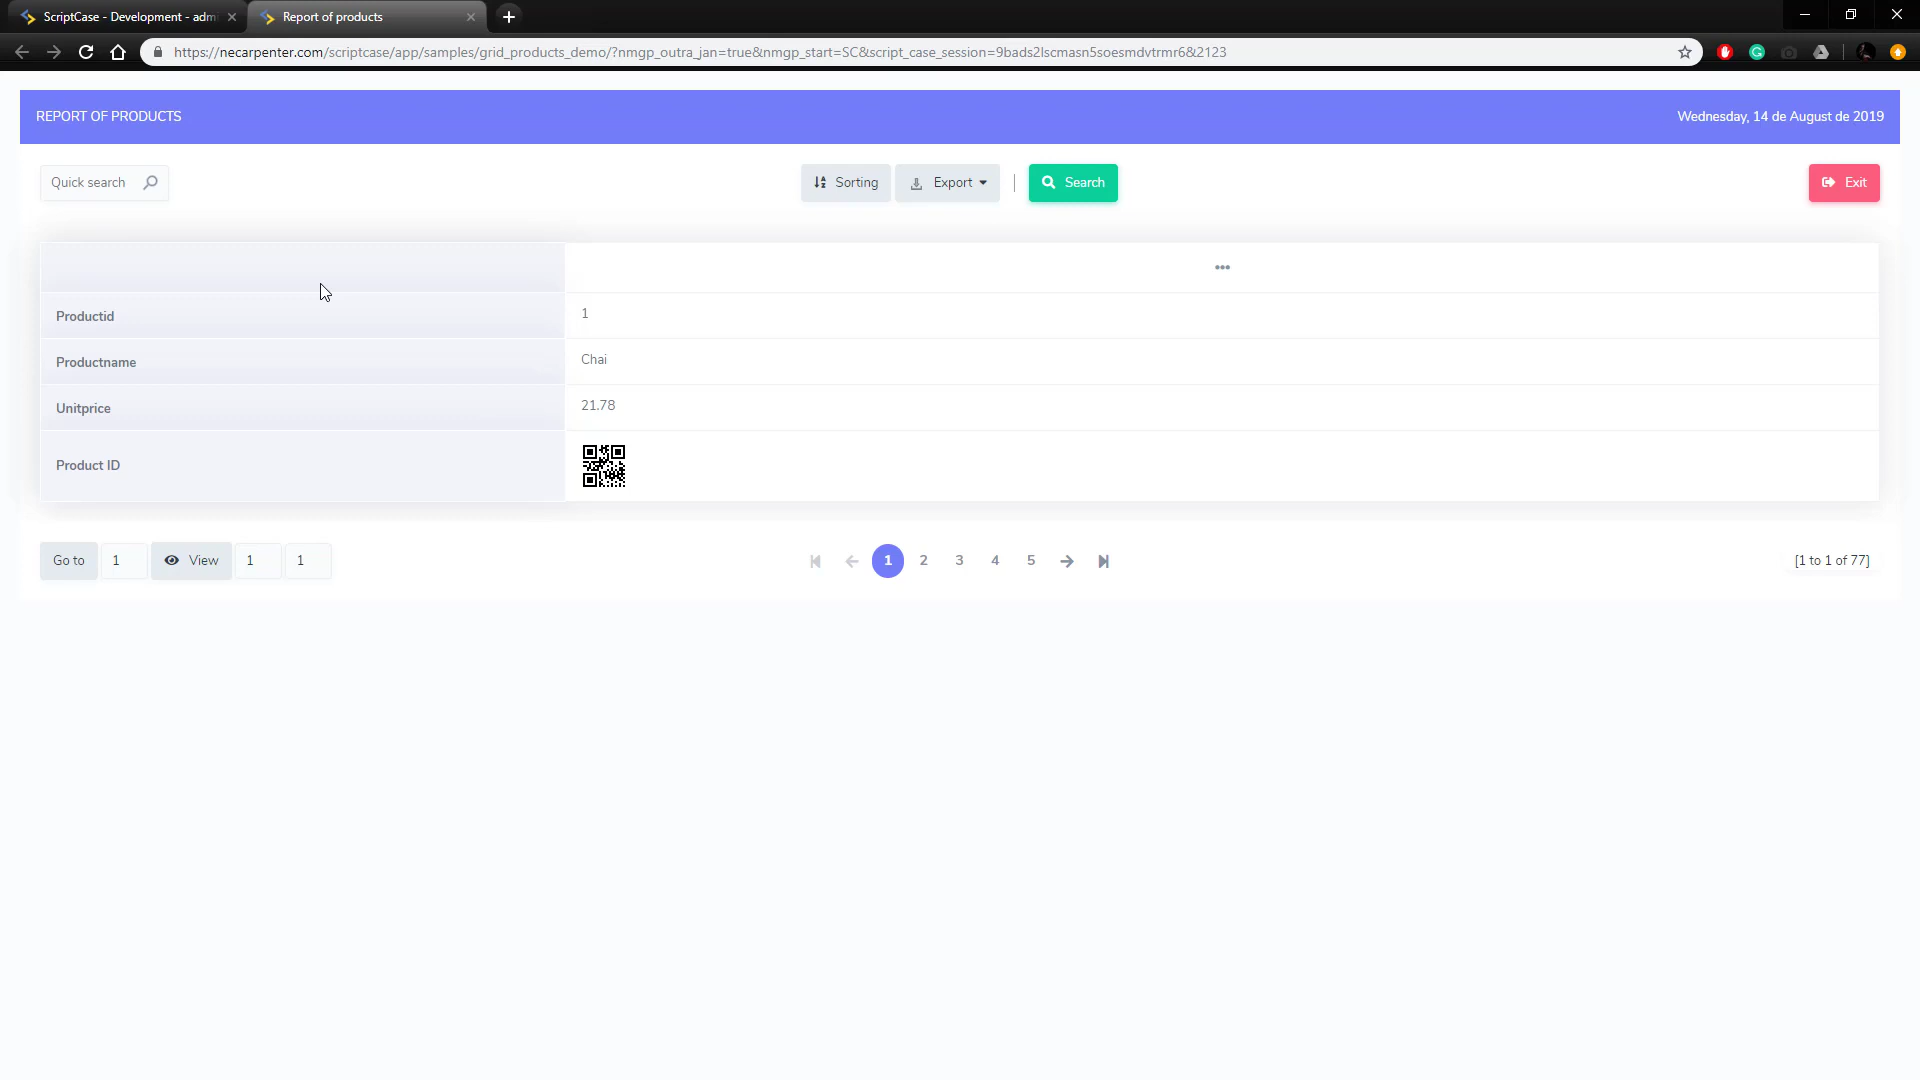 ScriptCase - Development - adm
Report of products
https://necarpenter.com/scriptcase/app/samples/grid_products_demo/?nmgp_outra_jan=true&nmgp_start=SC&script_case_session=9bads2lscmasn5soesmdvtrmr6&2123
REPORT OF PRODUCTS
Wednesday, 14 de August de 2019
Quick search
Sorting
Export
Search
Exit
Productid
1
Productname
Chai
Unitprice
21.78
Product ID
Go to
1
View
1
1
1
2
3
4
5
[1 to 1 of 77]